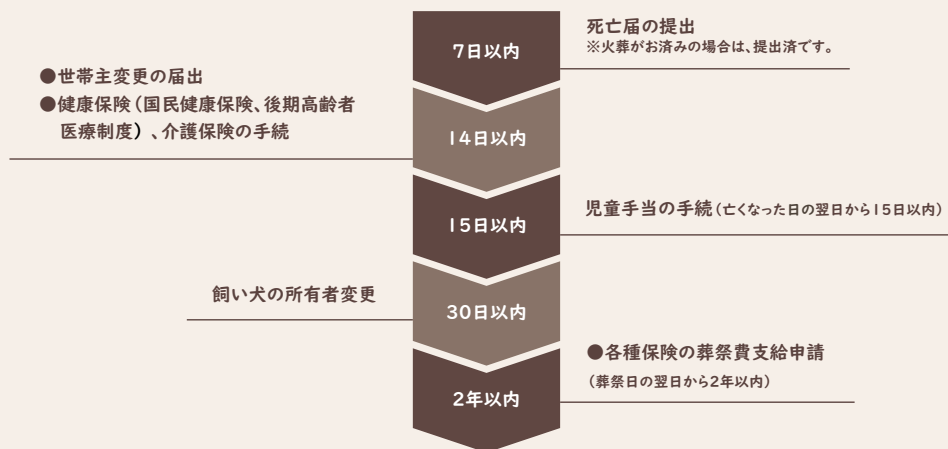 7日以内
死亡届の提出
※火葬がお済みの場合は、提出済です。
●世帯主変更の届出
●健康保険(国民健康保険、後期高齢者
医療制度)、介護保険の手続
14日以内
15日以内
児童手当の手続(亡くなった日の翌日から15日以内)
飼い犬の所有者変更
30日以内
2年以内
●各種保険の葬祭費支給申請
(葬祭日の翌日から2年以内)